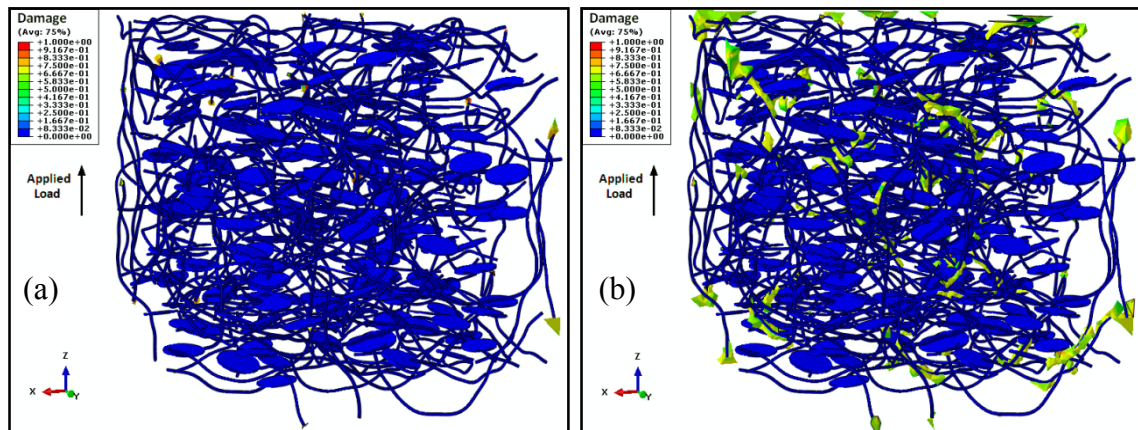 Damage
(Avg: 75%)
+1.000e+00
+9.167e-01
+8.333e-01
+7.500e-01
+6.667e-01
+5.833e-01
+5.000e-01
+4.167e-01
+3.333e-01
+2.500e-01
+1.667e-01
+8.333e-02
+0.000e+00
Applied
Load
(a)
Z
X
Y
Damage
(Avg: 75%)
+1.000e+00
+9.167e-01
+8.333e-01
+7.500e-01
+6.667e-01
+5.833e-01
+5.000e-01
+4.167e-01
+3.333e-01
+2.500e-01
+1.667e-01
+8.333e-02
0.000e+00
Applied
Load
(b)
Z
X
Y